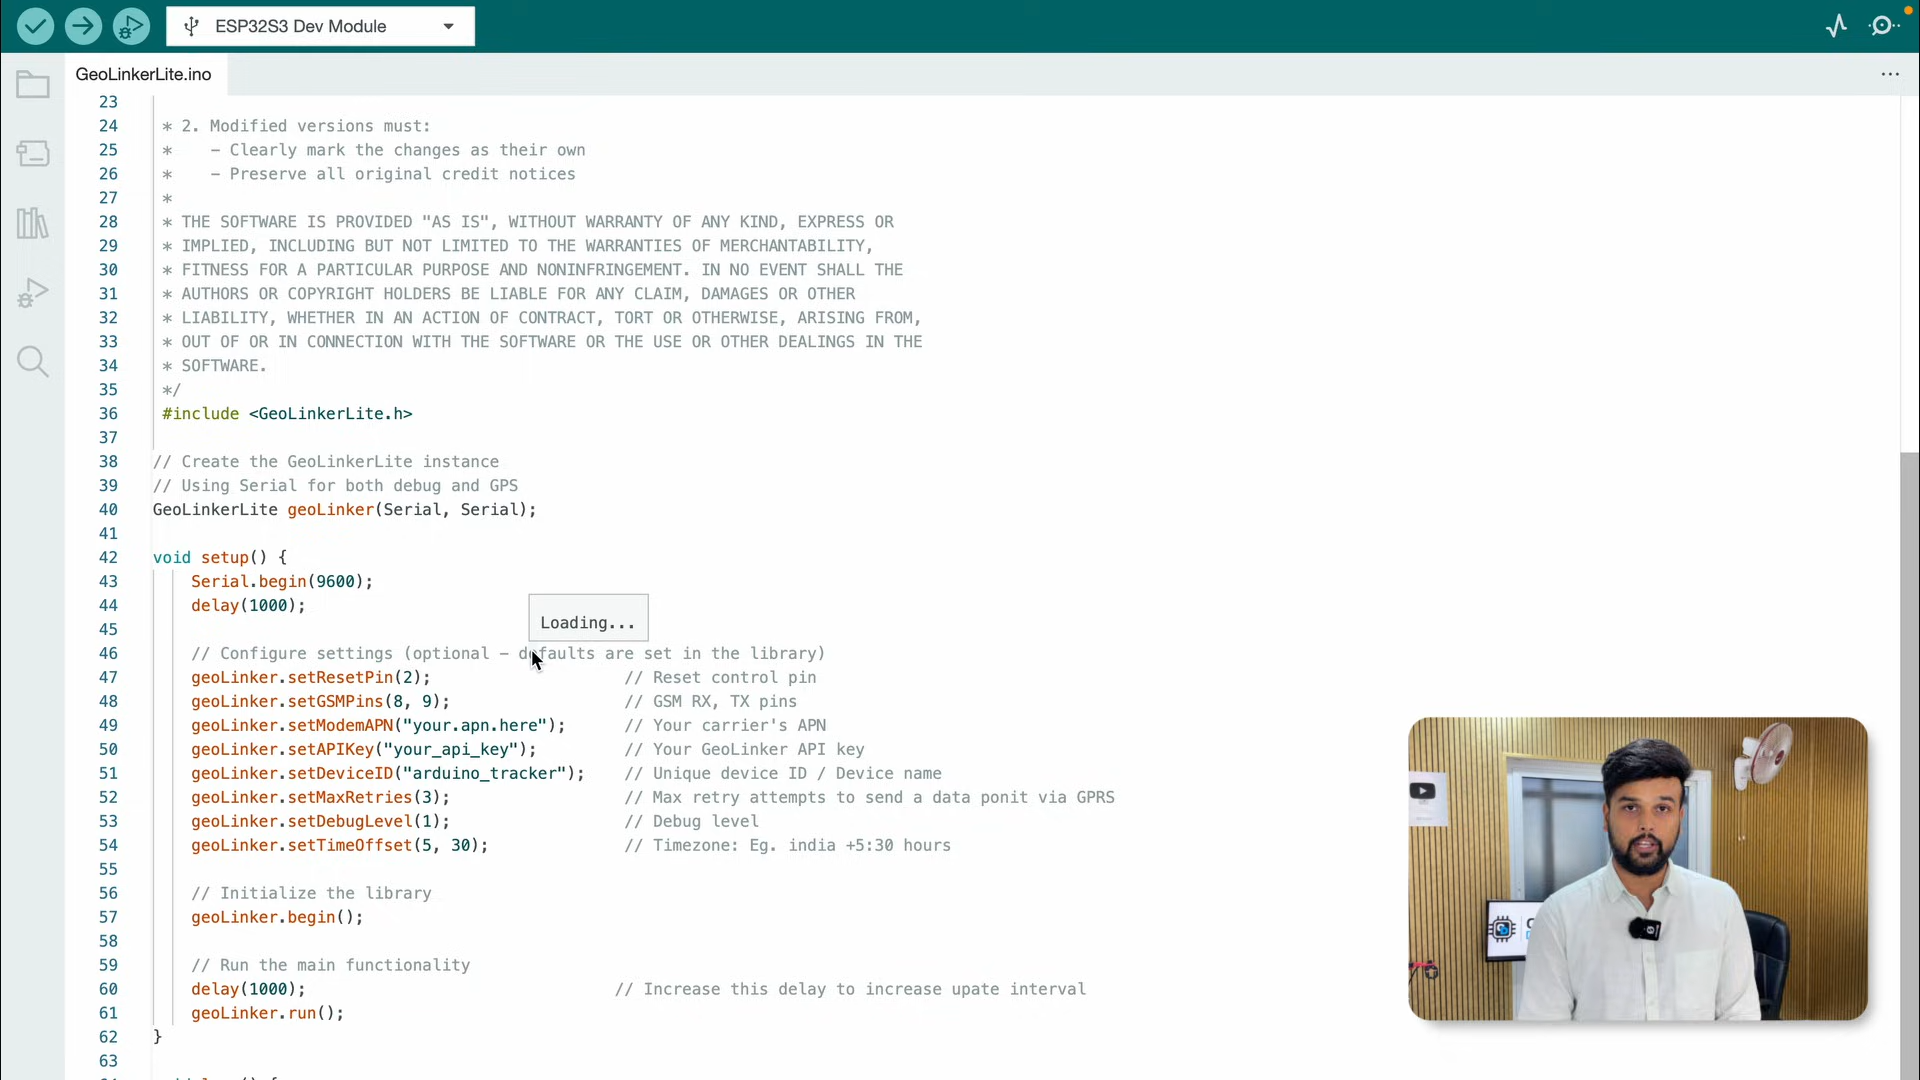 ESP32S3 Dev Module
GeoLinkerLite.ino
23
24 * 2. Modified versions must:
25 * – Clearly mark the changes as their own
26 * – Preserve all original credit notices
27 *
28 * THE SOFTWARE IS PROVIDED "AS IS", WITHOUT WARRANTY OF ANY KIND, EXPRESS OR
29 * IMPLIED, INCLUDING BUT NOT LIMITED TO THE WARRANTIES OF MERCHANTABILITY,
30 * FITNESS FOR A PARTICULAR PURPOSE AND NONINFRINGEMENT. IN NO EVENT SHALL THE
31 * AUTHORS OR COPYRIGHT HOLDERS BE LIABLE FOR ANY CLAIM, DAMAGES OR OTHER
32 * LIABILITY, WHETHER IN AN ACTION OF CONTRACT, TORT OR OTHERWISE, ARISING FROM,
33 * OUT OF OR IN CONNECTION WITH THE SOFTWARE OR THE USE OR OTHER DEALINGS IN THE
34 * SOFTWARE.
35 */
36 #include <GeoLinkerLite.h>
37
38 // Create the GeoLinkerLite instance
39 // Using Serial for both debug and GPS
40 GeoLinkerLite geoLinker(Serial, Serial);
41
42 void setup() {
43 Serial.begin(9600);
44 delay(1000);
45
Loading...
46 // Configure settings (optional – defaults are set in the library)
47 geoLinker.setResetPin(2); // Reset control pin
48 geoLinker.setGSMPins(8, 9); // GSM RX, TX pins
49 geoLinker.setModemAPN("your.apn.here"); // Your carrier's APN
50 geoLinker.setAPIKey("your_api_key"); // Your GeoLinker API key
51 geoLinker.setDeviceID("arduino_tracker"); // Unique device ID / Device name
52 geoLinker.setMaxRetries(3); // Max retry attempts to send a data ponit via GPRS
53 geoLinker.setDebugLevel(1); // Debug level
54 geoLinker.setTimeOffset(5, 30); // Timezone: Eg. india +5:30 hours
55
56 // Initialize the library
57 geoLinker.begin();
58
59 // Run the main functionality
60 delay(1000); // Increase this delay to increase upate interval
61 geoLinker.run();
62 }
63